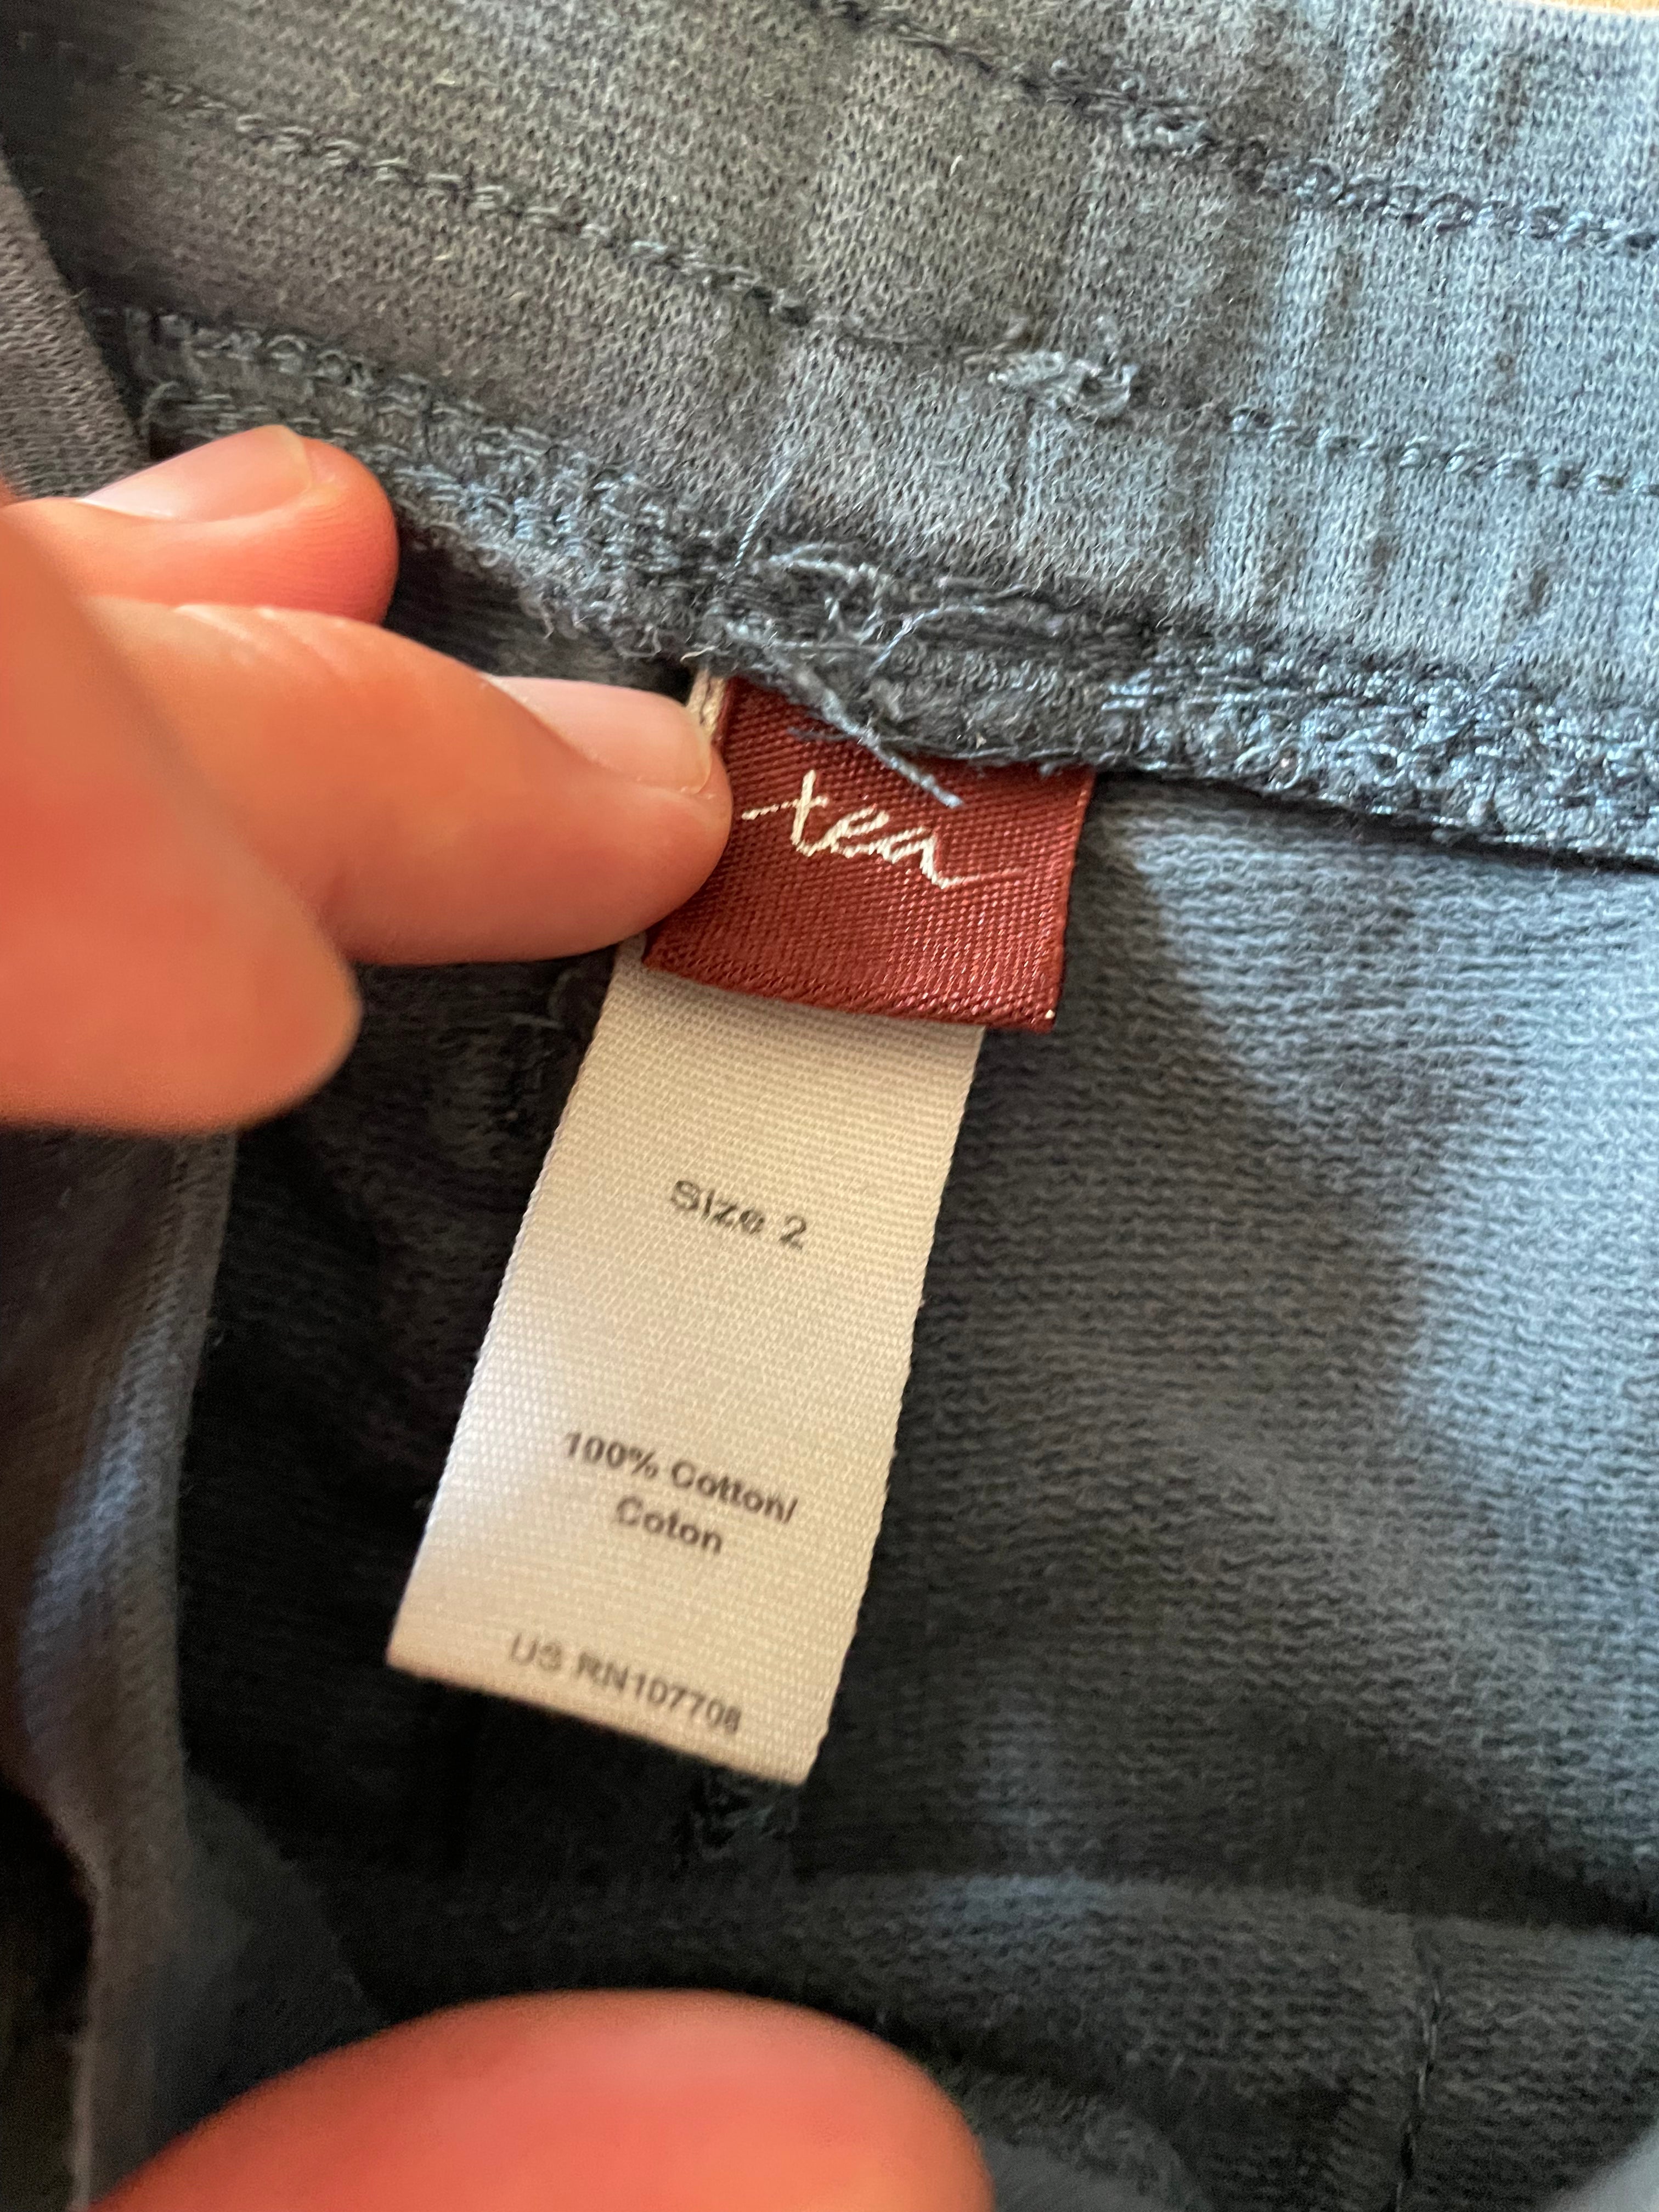 tea
Size 2
100% Cotton/
Coton
US RN107708